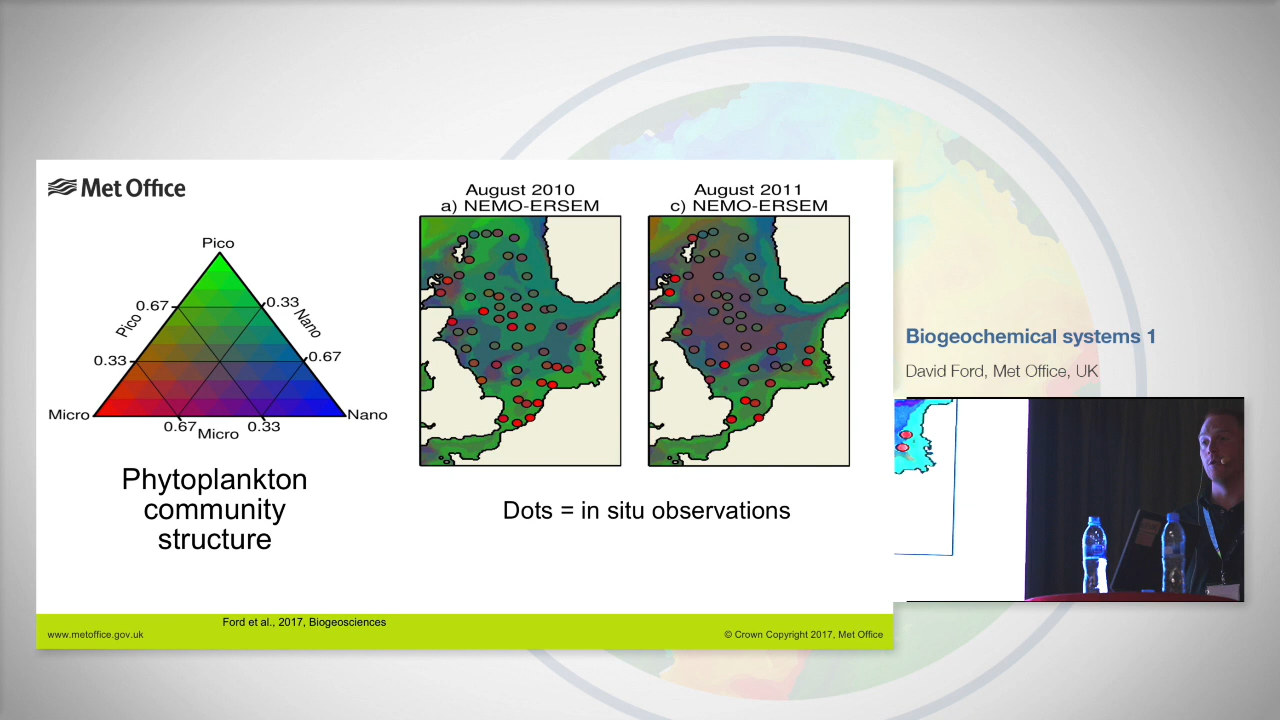 Met Office
Pico
0.67
0.33
Pico
Nano
0.33
0.67
Micro
Nano
0.67
0.33
Micro
Phytoplankton
community
structure
August 2010
a) NEMO-ERSEM
August 2011
c) NEMO-ERSEM
Dots = in situ observations
Ford et al., 2017, Biogeosciences
www.metoffice.gov.uk
© Crown Copyright 2017, Met Office
Biogeochemical systems 1
David Ford, Met Office, UK